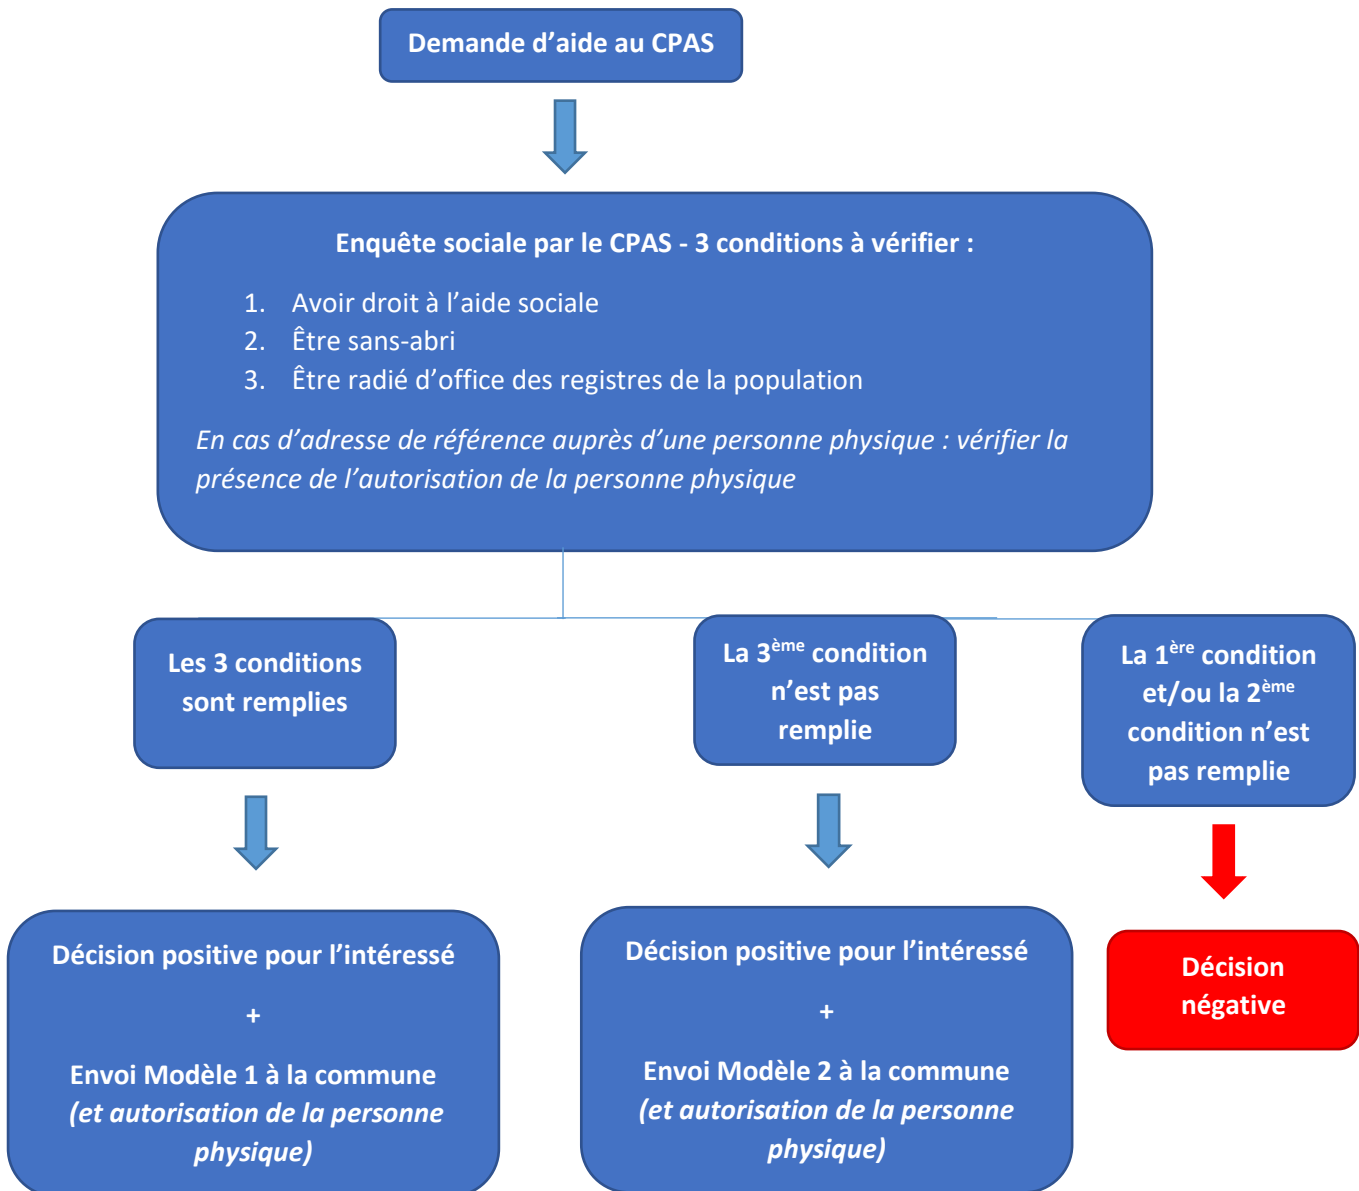 Demande d’aide au CPAS
Enquête sociale par le CPAS - 3 conditions à vérifier :
1. Avoir droit à l’aide sociale
2. Être sans-abri
3. Être radié d’office des registres de la population
En cas d’adresse de référence auprès d’une personne physique : vérifier la
présence de l’autorisation de la personne physique
Les 3 conditions
sont remplies
La 3ème condition
n’est pas
remplie
La 1ère condition
et/ou la 2ème
condition n’est
pas remplie
Décision positive pour l’intéressé
+
Envoi Modèle 1 à la commune
(et autorisation de la personne
physique)
Décision positive pour l’intéressé
+
Envoi Modèle 2 à la commune
(et autorisation de la personne
physique)
Décision
négative